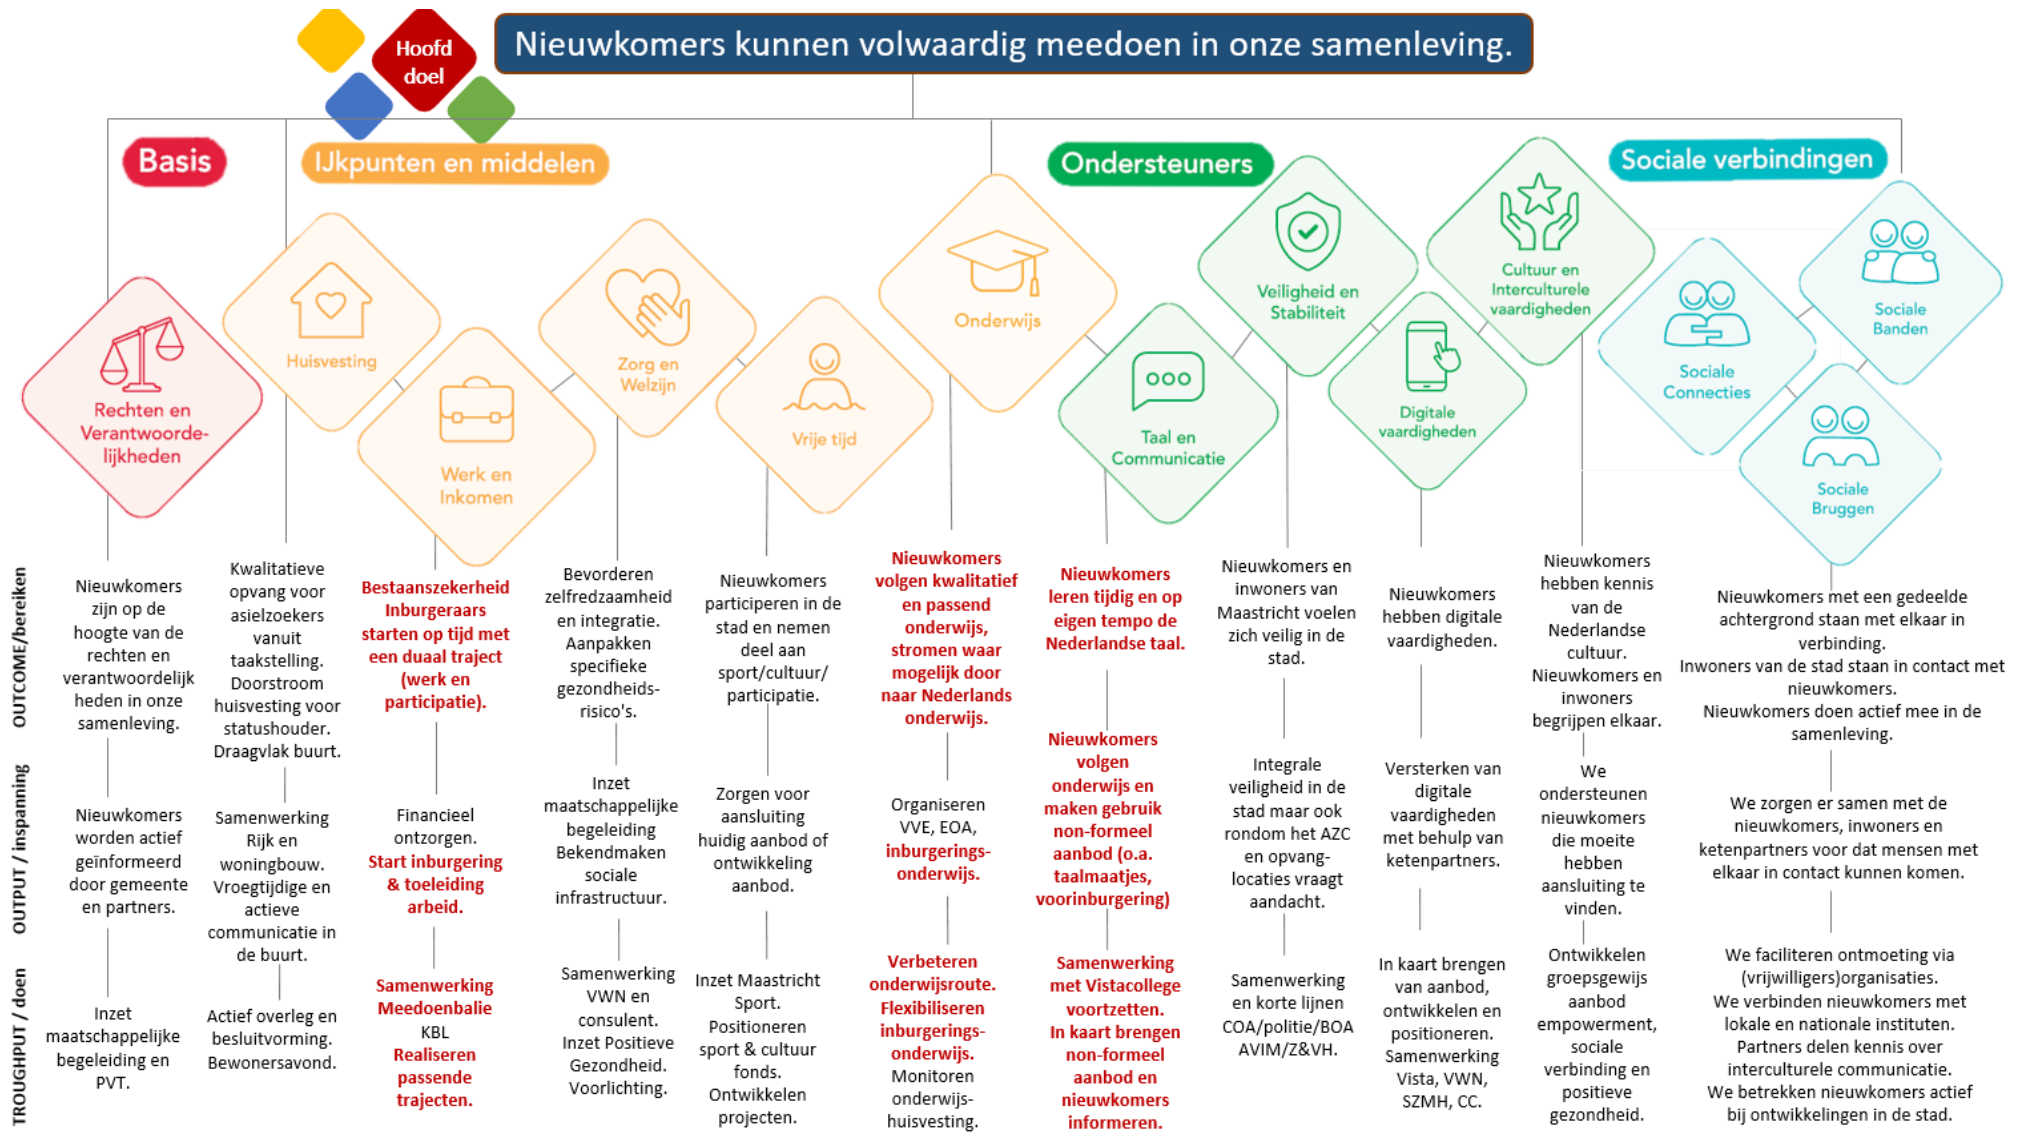 Hoofd
doel
Nieuwkomers kunnen volwaardig meedoen in onze samenleving.
Basis
IJkpunten en middelen
Ondersteuners
Sociale verbindingen
Rechten en
Verantwoorde-
lijkheden
Huisvesting
Werk en
Inkomen
Zorg en
Welzijn
Vrije tijd
Onderwijs
Taal en
Communicatie
Veiligheid en
Stabiliteit
Digitale
vaardigheden
Cultuur en
Interculturele
vaardigheden
Sociale
Connecties
Sociale
Bruggen
Sociale
Banden
OUTCOME/bereiken
Nieuwkomers
zijn op de
hoogte van de
rechten en
verantwoordelijk
heden in onze
samenleving.
Kwalitatieve
opvang voor
asielzoekers
vanuit
taakstelling.
Doorstroom
huisvesting voor
statushouder.
Draagvlak buurt.
Bestaanszekerheid
Inburgeraars
starten op tijd met
een duaal traject
(werk en
participatie).
Bevorderen
zelfredzaamheid
en integratie.
Aanpakken
specifieke
gezondheids-
risico's.
Nieuwkomers
participeren in de
stad en nemen
deel aan
sport/cultuur/
participatie.
Nieuwkomers
volgen kwalitatief
en passend
onderwijs,
stromen waar
mogelijk door
naar Nederlands
onderwijs.
Nieuwkomers
leren tijdig en op
eigen tempo de
Nederlandse taal.
Nieuwkomers en
inwoners van
Maastricht voelen
zich veilig in de
stad.
Nieuwkomers
hebben digitale
vaardigheden.
Nieuwkomers
hebben kennis
van de
Nederlandse
cultuur.
Nieuwkomers en
inwoners
begrijpen elkaar.
Nieuwkomers met een gedeelde
achtergrond staan met elkaar in
verbinding.
Inwoners van de stad staan in contact met
nieuwkomers.
Nieuwkomers doen actief mee in de
samenleving.
OUTPUT / inspanning
Nieuwkomers
worden actief
geïnformeerd
door gemeente
en partners.
Samenwerking
Rijk en
woningbouw.
Vroegtijdige en
actieve
communicatie in
de buurt.
Financieel
ontzorgen.
Start inburgering
& toeleiding
arbeid.
Inzet
maatschappelijke
begeleiding
Bekendmaken
sociale
infrastructuur.
Zorgen voor
aansluiting
huidig aanbod of
ontwikkeling
aanbod.
Organiseren
VVE, EOA,
inburgerings-
onderwijs.
Nieuwkomers
volgen
onderwijs en
maken gebruik
non-formeel
aanbod (o.a.
taalmaatjes,
voorinburgering)
Integrale
veiligheid in de
stad maar ook
rondom het AZC
en opvang-
locaties vraagt
aandacht.
Versterken van
digitale
vaardigheden
met behulp van
ketenpartners.
We
ondersteunen
nieuwkomers
die moeite
hebben
aansluiting te
vinden.
We zorgen er samen met de
nieuwkomers, inwoners en
ketenpartners voor dat mensen met
elkaar in contact kunnen komen.
TROUGHPUT / doen
Inzet
maatschappelijke
begeleiding en
PVT.
Actief overleg en
besluitvorming.
Bewonersavond.
Samenwerking
Meedoenbalie
KBL
Realiseren
passende
trajecten.
Samenwerking
VWN en
consulent.
Inzet Positieve
Gezondheid.
Voorlichting.
Inzet Maastricht
Sport.
Positioneren
sport & cultuur
fonds.
Ontwikkelen
projecten.
Verbeteren
onderwijsroute.
Flexibiliseren
inburgerings-
onderwijs.
Monitoren
onderwijs-
huisvesting.
Samenwerking
met Vistacollege
voortzetten.
In kaart brengen
non-formeel
aanbod en
nieuwkomers
informeren.
Samenwerking
en korte lijnen
COA/politie/BOA
AVIM/Z&VH.
In kaart brengen
van aanbod,
ontwikkelen en
positioneren.
Samenwerking
Vista, VWN,
SZMH, CC.
Ontwikkelen
groepsgewijs
aanbod
empowerment,
sociale
verbinding en
positieve
gezondheid.
We faciliteren ontmoeting via
(vrijwilligers)organisaties.
We verbinden nieuwkomers met
lokale en nationale instituten.
Partners delen kennis over
interculturele communicatie.
We betrekken nieuwkomers actief
bij ontwikkelingen in de stad.